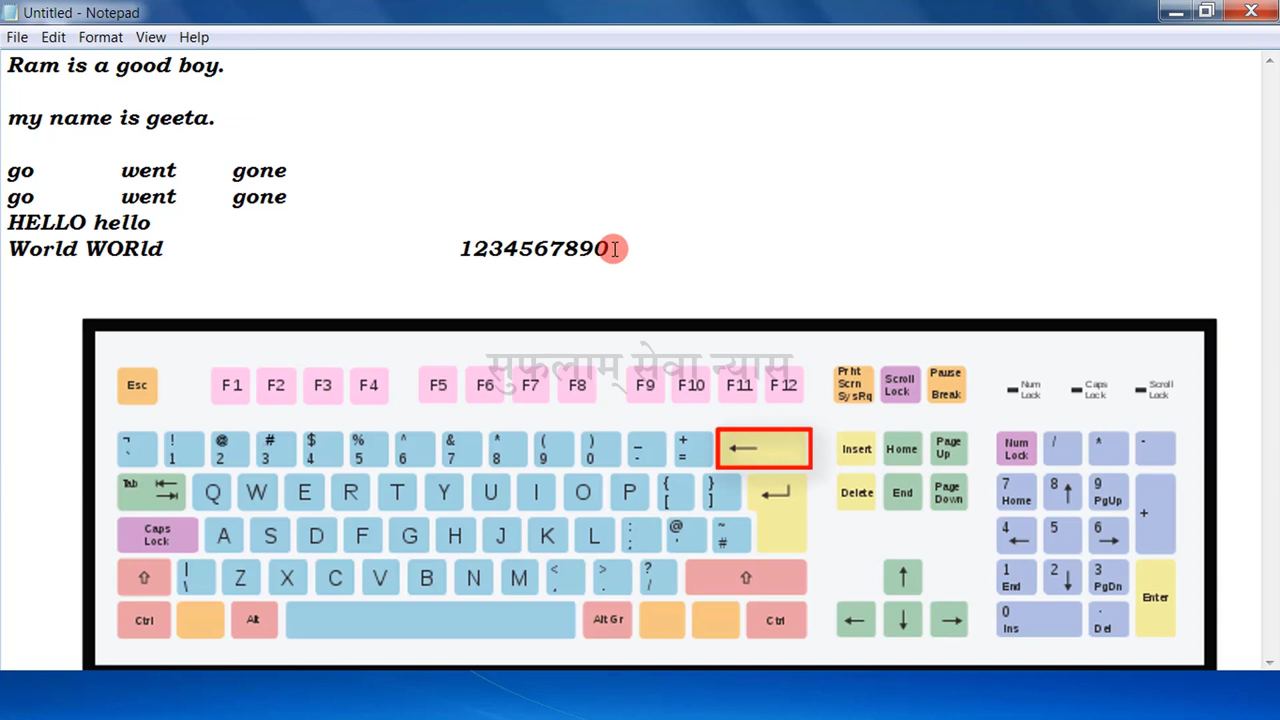 Untitled - Notepad
File Edit Format View Help
Ram is a good boy.
my name is geeta.
go went gone
go went gone
HELLO hello
World WORld 1234567890
सुफलाम् सेवा न्यास
Esc F1 F2 F3 F4 F5 F6 F7 F8 F9 F10 F11 F12 Prnt Scrn SysRq Scroll Lock Pause Break Num Lock Caps Lock Scroll Lock
¬ ` ! 1 @ 2 # 3 $ 4 % 5 ^ 6 & 7 * 8 ( 9 ) 0 _ - + = ← Insert Home Page Up Num Lock / * -
Tab Q W E R T Y U I O P { [ } ] Delete End Page Down 7 Home 8 ↑ 9 PgUp +
Caps Lock A S D F G H J K L : ; @ ' ~ # 4 ← 5 6 →
| \ Z X C V B N M < , > . ? / ↑ 1 End 2 ↓ 3 PgDn Enter
Ctrl Alt Alt Gr Ctrl ← ↓ → 0 Ins . Del